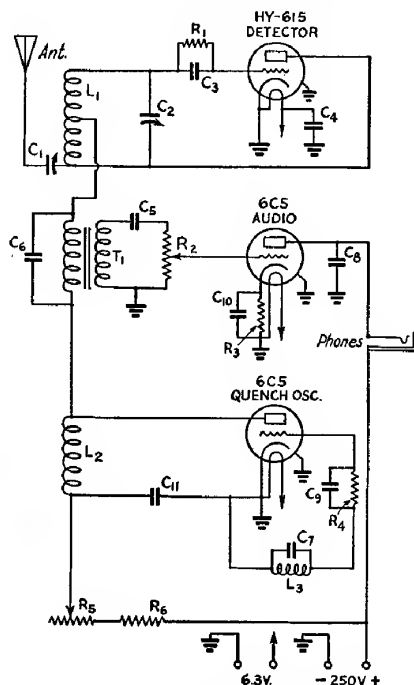 HY-615
DETECTOR
Ant.
R1
C3
L1
C2
C4
C1
6C5
AUDIO
C5
R2
C6
T1
C8
C10
R3
Phones
6C5
QUENCH OSC.
L2
C11
C9
R4
C7
L3
R5
R6
6.3V.
-250V+